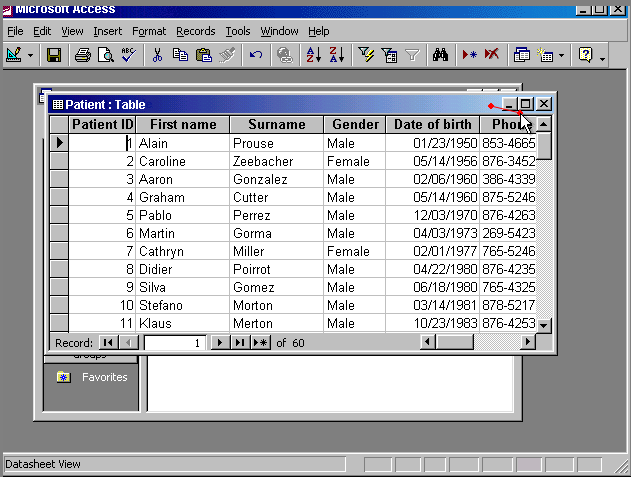 Microsoft Access
File Edit View Insert Format Records Tools Window Help
Patient : Table
Patient ID First name Surname Gender Date of birth Phone
1 Alain Prouse Male 01/23/1950 853-4665
2 Caroline Zeebacher Female 05/14/1956 876-3452
3 Aaron Gonzalez Male 02/06/1960 386-4339
4 Graham Cutter Male 05/14/1960 875-5246
5 Pablo Perrez Male 12/03/1970 876-4263
6 Martin Gorma Male 04/03/1973 269-5423
7 Cathryn Miller Female 02/01/1977 765-5246
8 Didier Poirrot Male 04/22/1980 876-4235
9 Silva Gomez Male 06/18/1980 765-4325
10 Stefano Morton Male 03/14/1981 878-5217
11 Klaus Merton Male 10/23/1983 876-4253
Record: 1 of 60
Groups
Favorites
Datasheet View